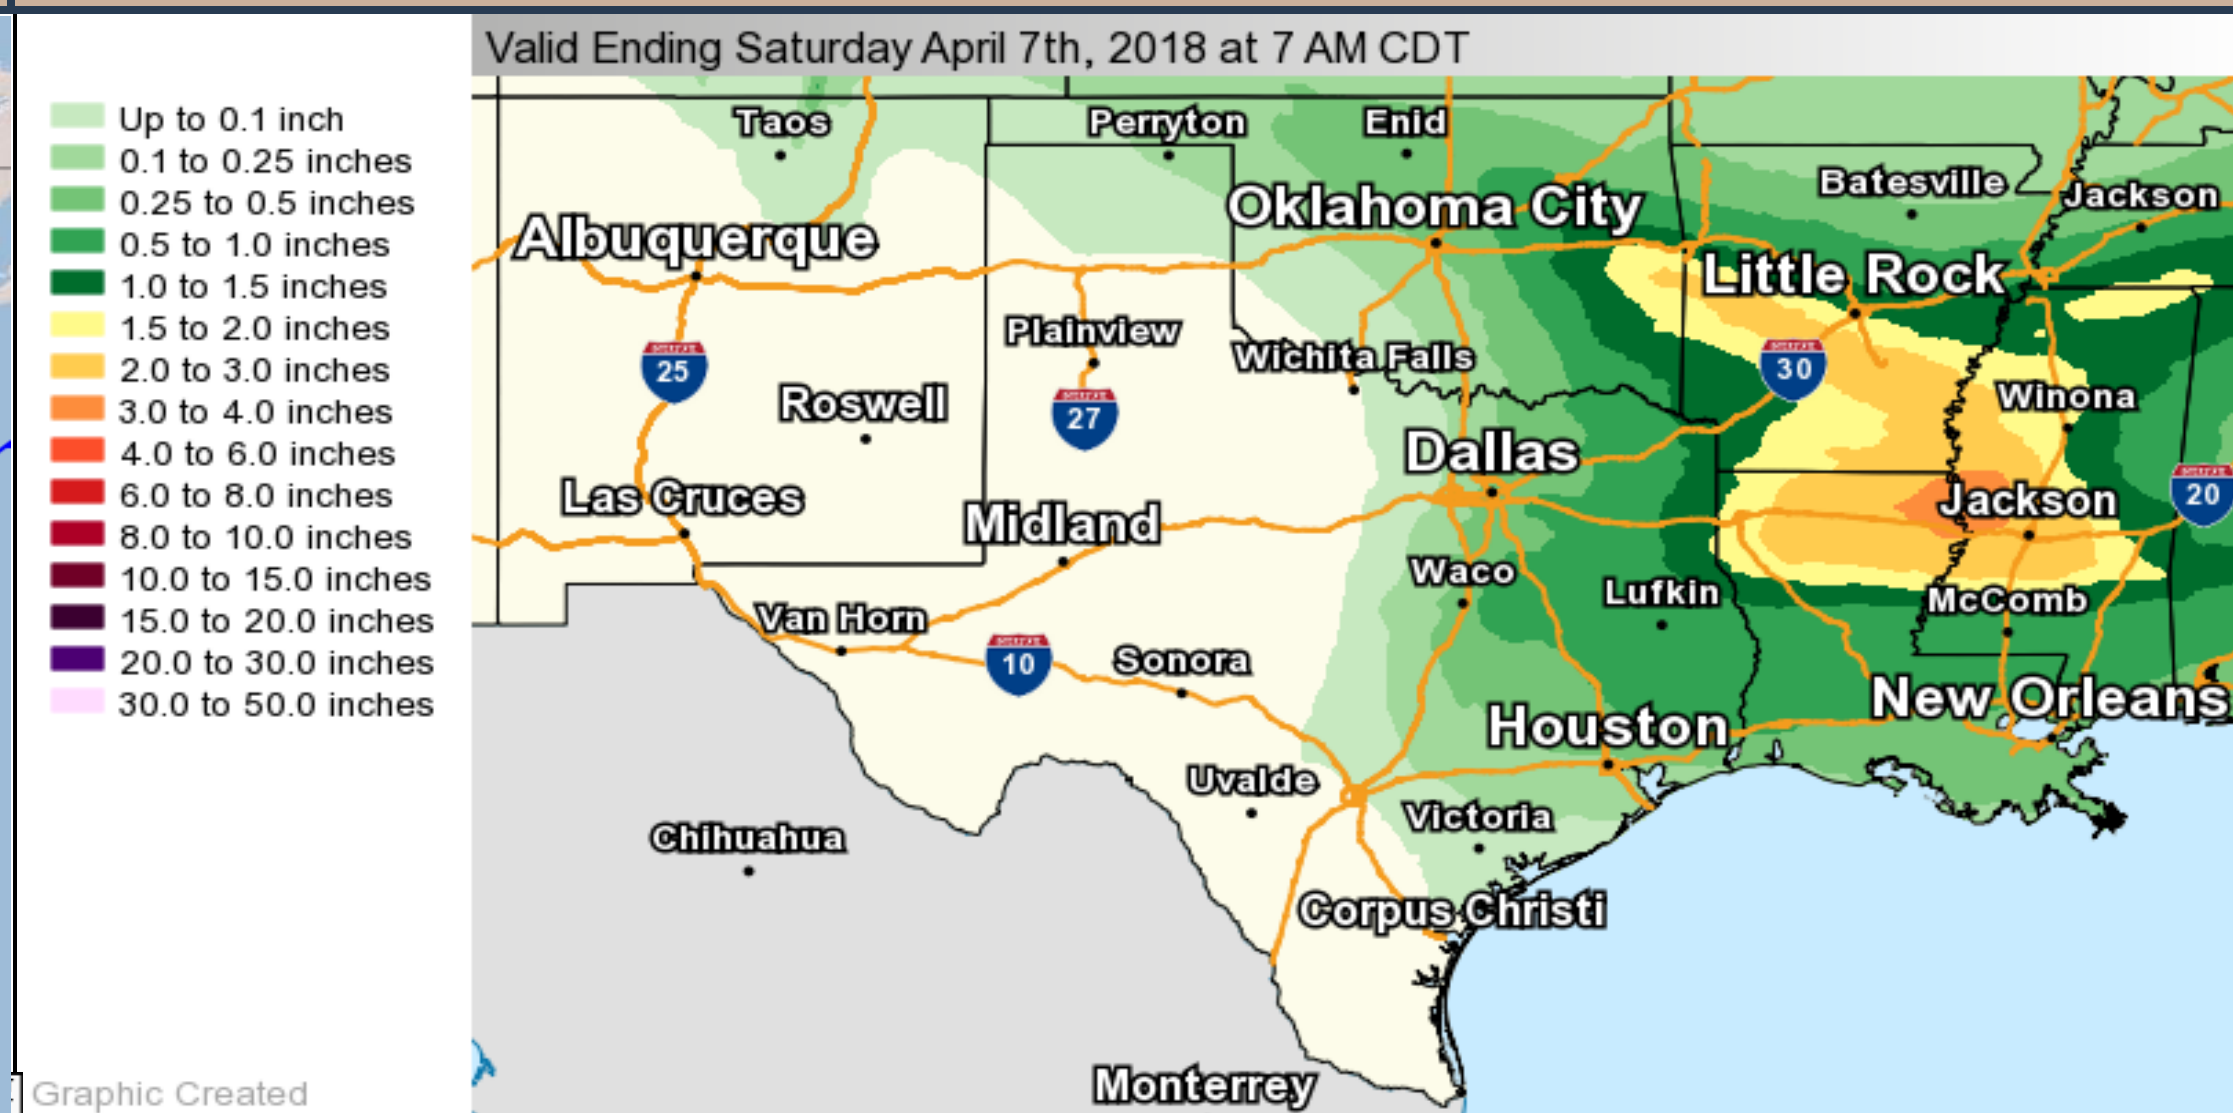 Valid Ending Saturday April 7th, 2018 at 7 AM CDT
Up to 0.1 inch
0.1 to 0.25 inches
0.25 to 0.5 inches
0.5 to 1.0 inches
1.0 to 1.5 inches
1.5 to 2.0 inches
2.0 to 3.0 inches
3.0 to 4.0 inches
4.0 to 6.0 inches
6.0 to 8.0 inches
8.0 to 10.0 inches
10.0 to 15.0 inches
15.0 to 20.0 inches
20.0 to 30.0 inches
30.0 to 50.0 inches
Graphic Created
Taos
Perryton
Enid
Batesville
Jackson
Oklahoma City
Albuquerque
Little Rock
Plainview
Wichita Falls
25
30
Roswell
27
Winona
Dallas
Las Cruces
Midland
Jackson
20
Waco
Lufkin
McComb
Van Horn
10
Sonora
New Orleans
Houston
Uvalde
Victoria
Chihuahua
Corpus Christi
Monterrey